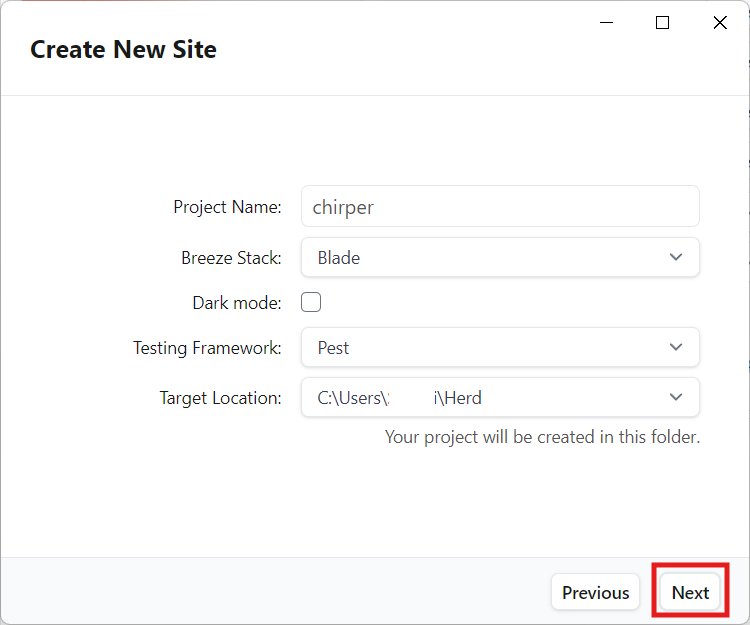 Create New Site
Project Name: chirper
Breeze Stack: Blade
Dark mode:
Testing Framework: Pest
Target Location: C:\Users\ i\Herd
Your project will be created in this folder.
Previous Next